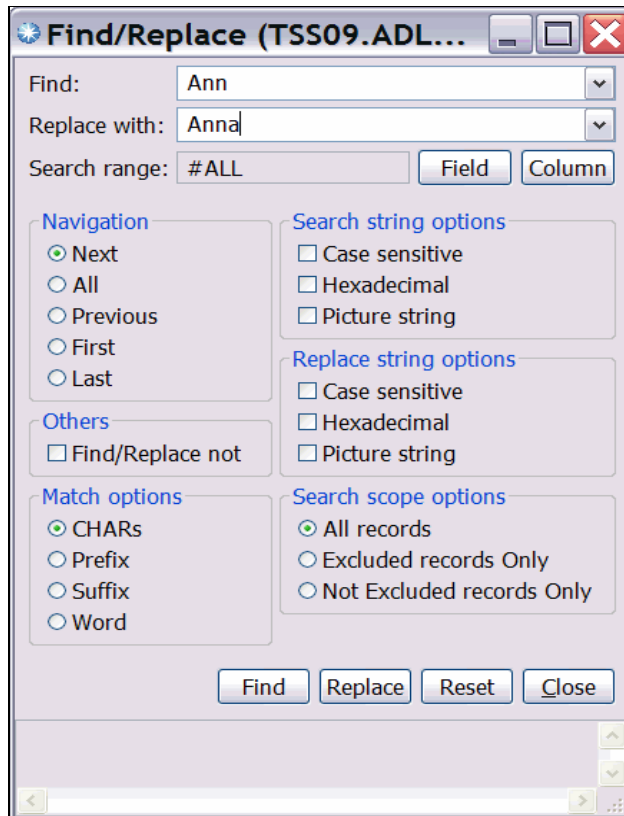 Find/Replace (TSS09.ADL...
Find: Ann
Replace with: Anna
Search range: #ALL Field Column
Navigation
Next
All
Previous
First
Last
Search string options
Case sensitive
Hexadecimal
Picture string
Replace string options
Case sensitive
Hexadecimal
Picture string
Others
Find/Replace not
Match options
CHARs
Prefix
Suffix
Word
Search scope options
All records
Excluded records Only
Not Excluded records Only
Find Replace Reset Close